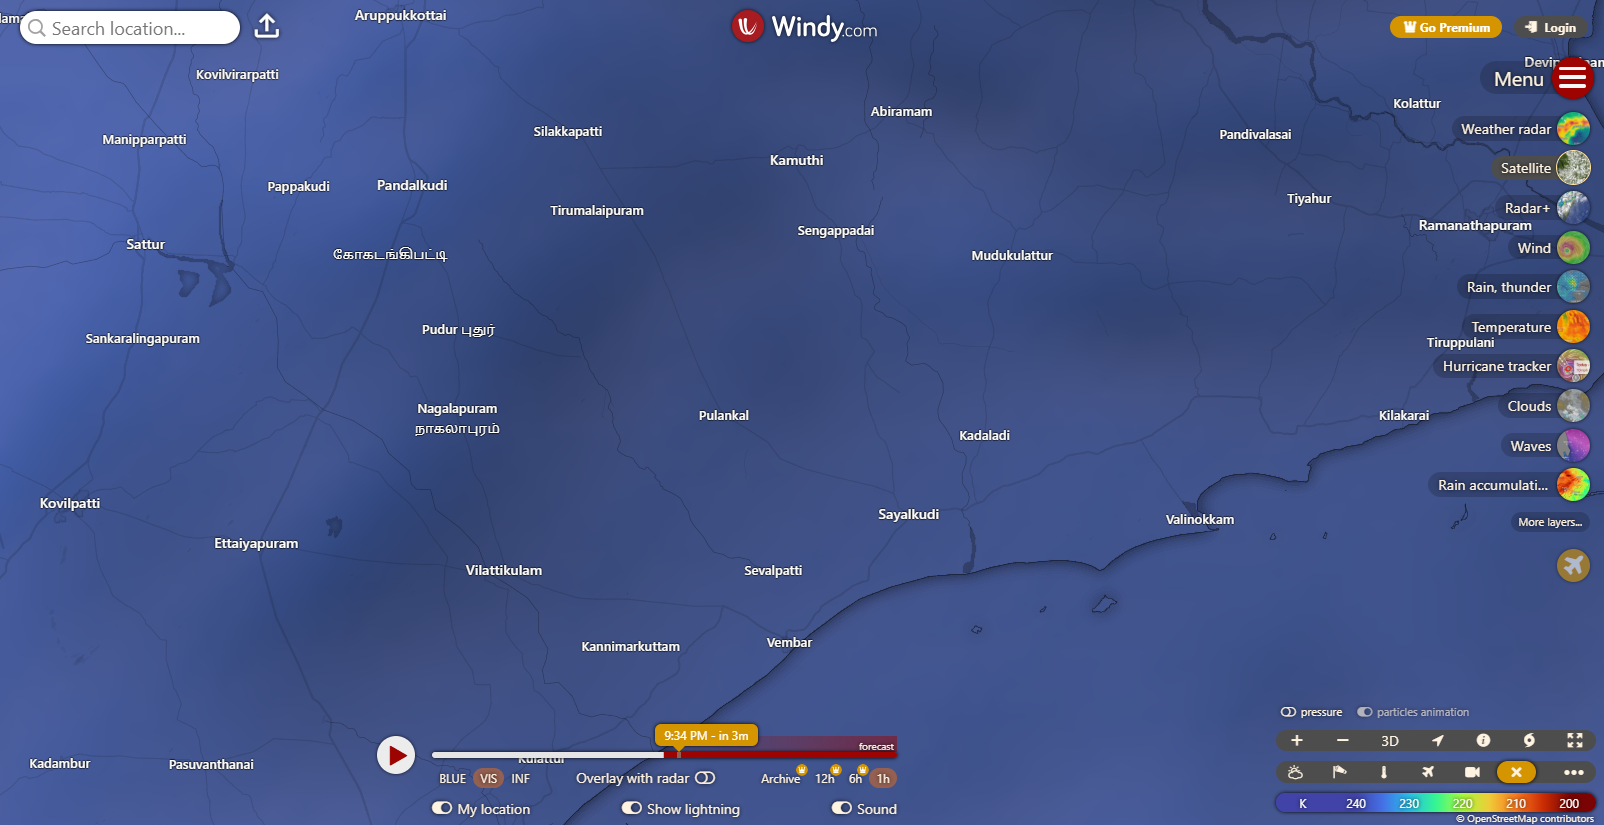 Aruppukkottai
Search location...
Windy.com
Go Premium
Login
Menu
Kovilvirarpatti
Kolattur
Abiramam
Manipparpatti
Silakkapatti
Pandivalasai
Weather radar
Kamuthi
Satellite
Pappakudi
Pandalkudi
Tiyahur
Radar+
Tirumalaipuram
Ramanathapuram
Sengappadai
Sattur
கோகடங்கிபட்டி
Mudukulattur
Wind
Rain, thunder
Pudur புதூர்
Temperature
Sankaralingapuram
Tiruppulani
Hurricane tracker
Nagalapuram
நாகலாபுரம்
Pulankal
Clouds
Kilakarai
Kadaladi
Waves
Rain accumulati...
Kovilpatti
Sayalkudi
Valinokkam
More layers...
Ettaiyapuram
Vilattikulam
Sevalpatti
Kannimarkuttam
Vembar
pressure
particles animation
9:34 PM - in 3m
forecast
3D
Kadambur
Pasuvanthanai
BLUE VIS INF
Overlay with radar
Archive 12h 6h 1h
My location
Show lightning
Sound
K 240 230 220 210 200
© OpenStreetMap contributors